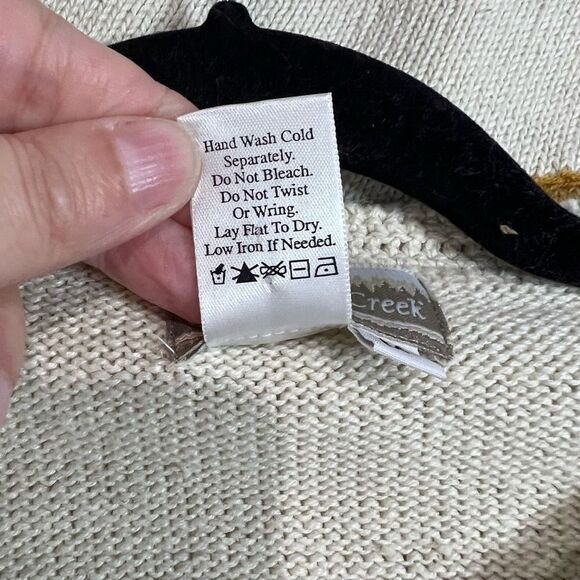 Hand Wash Cold
Separately.
Do Not Bleach.
Do Not Twist
Or Wring.
Lay Flat To Dry.
Low Iron If Needed.
Creek